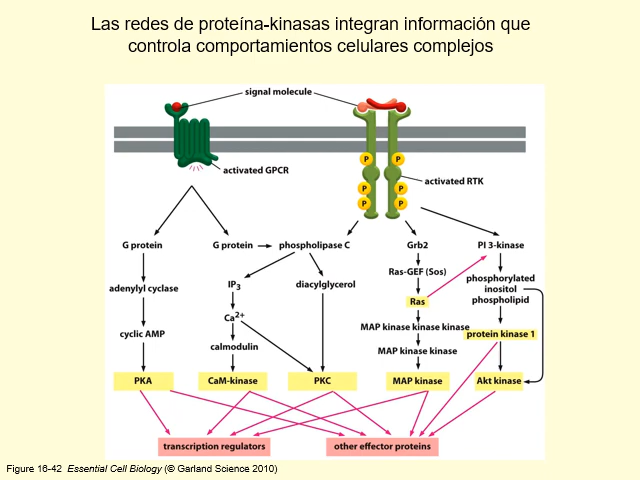 Las redes de proteína-kinasas integran información que
controla comportamientos celulares complejos
signal molecule
activated GPCR
P P
P P
P P
activated RTK
G protein G protein phospholipase C Grb2 PI 3-kinase
adenylyl cyclase
IP3
diacylglycerol
Ras-GEF (Sos)
phosphorylated
inositol
phospholipid
Ras
Ca2+
cyclic AMP
calmodulin
MAP kinase kinase kinase
protein kinase 1
MAP kinase kinase
PKA CaM-kinase PKC MAP kinase Akt kinase
transcription regulators other effector proteins
Figure 16-42 Essential Cell Biology (© Garland Science 2010)